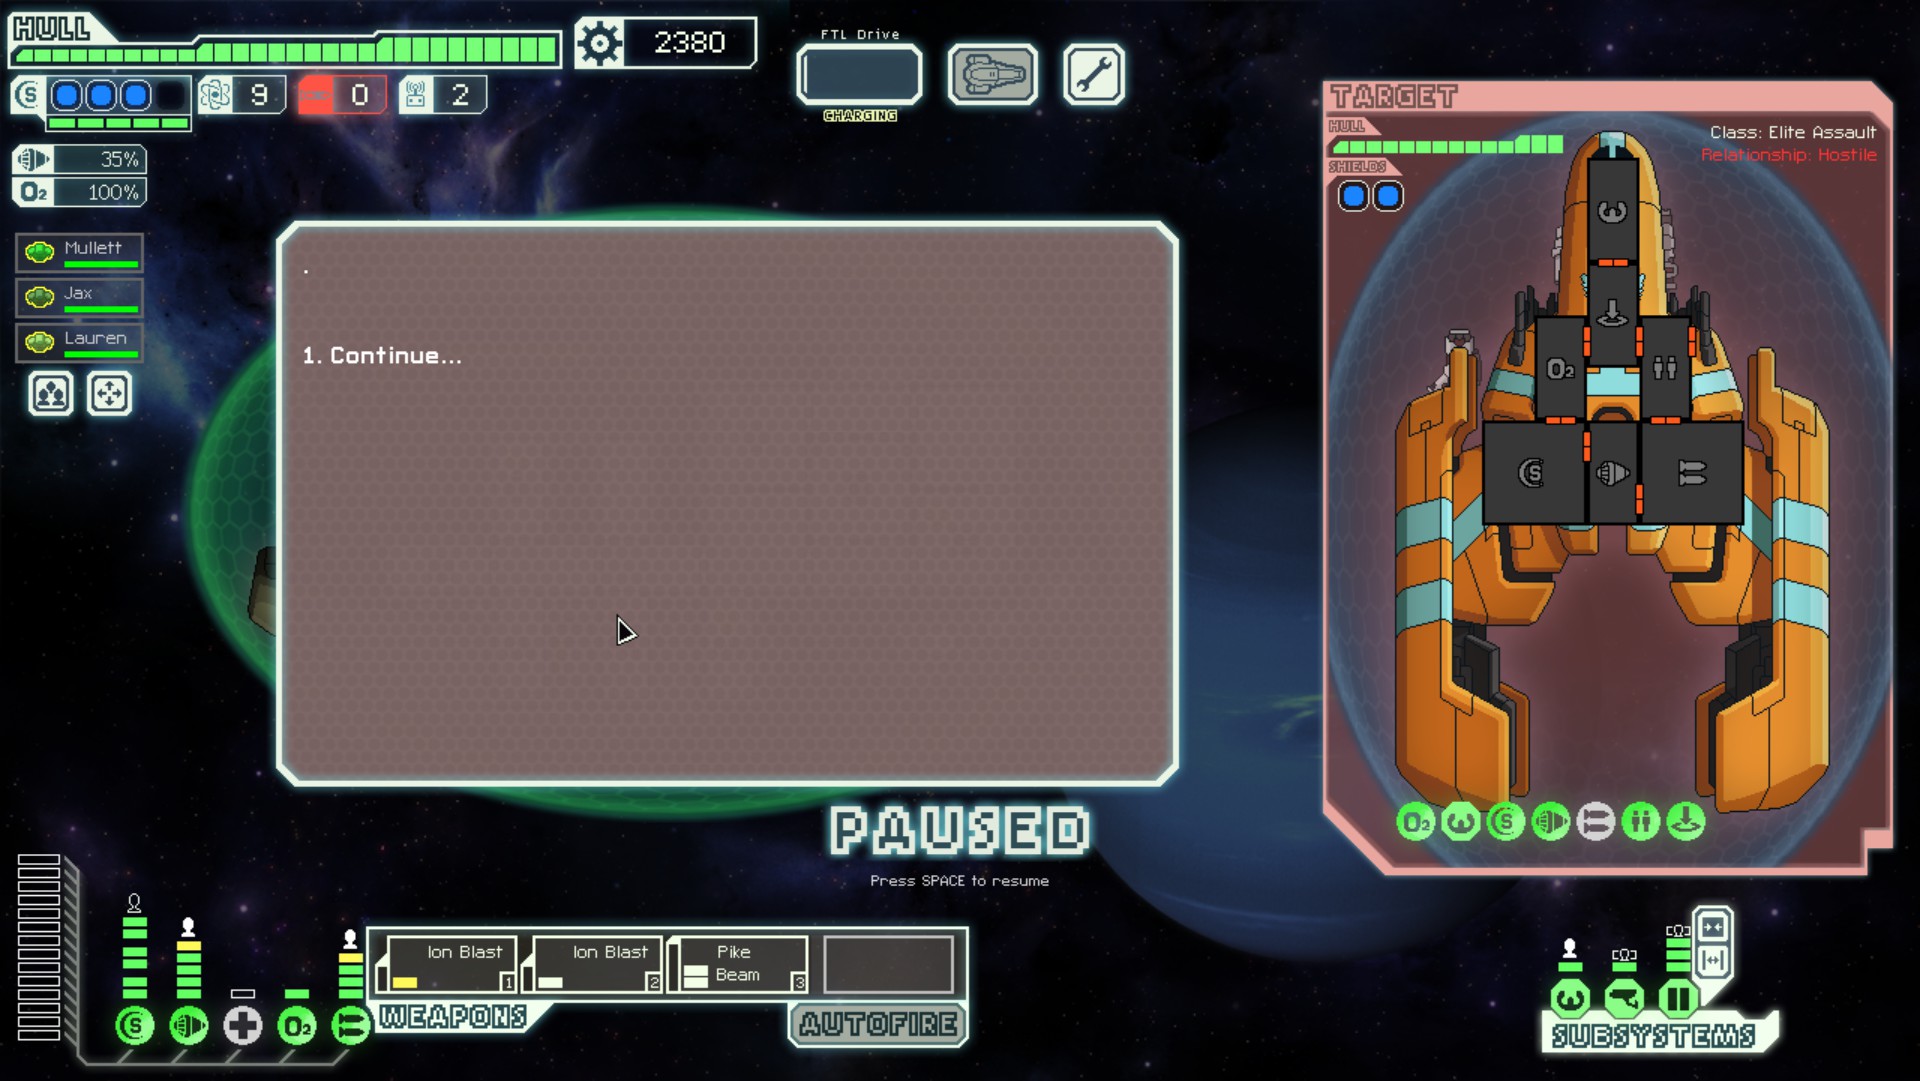 HULL
2380
FTL Drive
CHARGING
9
0
2
35%
O2
100%
Mullett
Jax
Lauren
.
1. Continue...
TARGET
HULL
Class: Elite Assault
Relationship: Hostile
SHIELDS
O2
S
O2
S
PAUSED
Press SPACE to resume
Ion Blast
1
Ion Blast
2
Pike
Beam
3
S
O2
WEAPONS
AUTOFIRE
SUBSYSTEMS